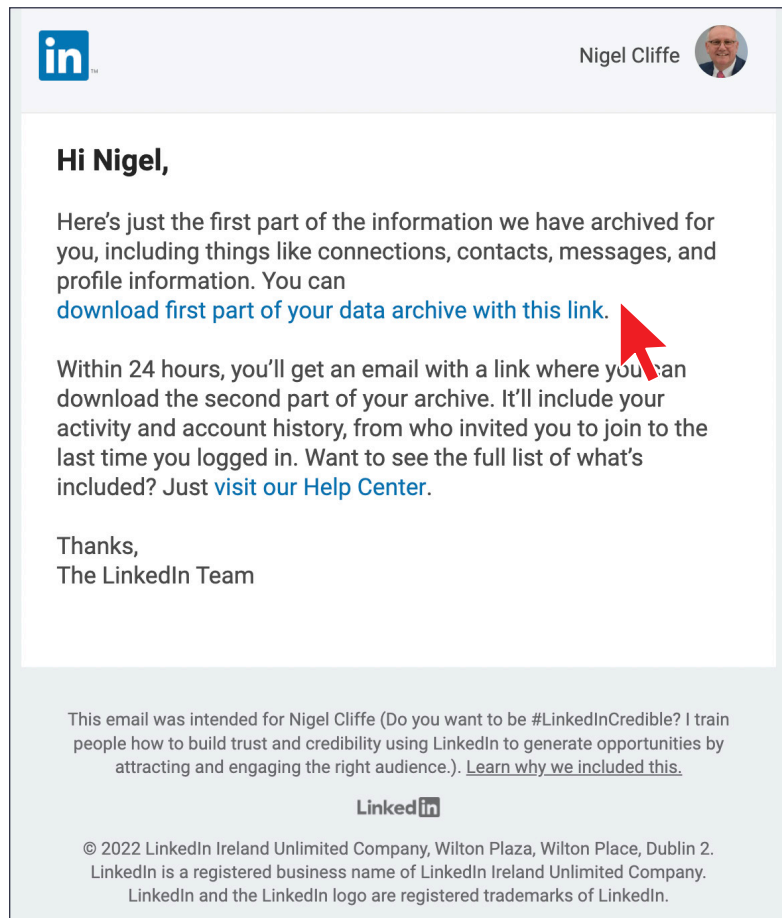 in™
Nigel Cliffe
Hi Nigel,
Here’s just the first part of the information we have archived for
you, including things like connections, contacts, messages, and
profile information. You can
download first part of your data archive with this link.
Within 24 hours, you’ll get an email with a link where you can
download the second part of your archive. It’ll include your
activity and account history, from who invited you to join to the
last time you logged in. Want to see the full list of what’s
included? Just visit our Help Center.
Thanks,
The LinkedIn Team
This email was intended for Nigel Cliffe (Do you want to be #LinkedInCredible? I train
people how to build trust and credibility using LinkedIn to generate opportunities by
attracting and engaging the right audience.). Learn why we included this.
Linked in
© 2022 LinkedIn Ireland Unlimited Company, Wilton Plaza, Wilton Place, Dublin 2.
LinkedIn is a registered business name of LinkedIn Ireland Unlimited Company.
LinkedIn and the LinkedIn logo are registered trademarks of LinkedIn.